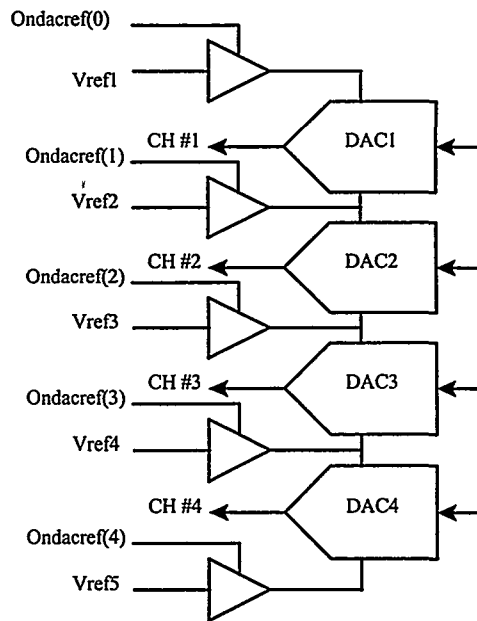 Ondacref(0)
Vref1
CH #1
DAC1
Ondacref(1)
Vref2
CH #2
DAC2
Ondacref(2)
Vref3
CH #3
DAC3
Ondacref(3)
Vref4
CH #4
DAC4
Ondacref(4)
Vref5